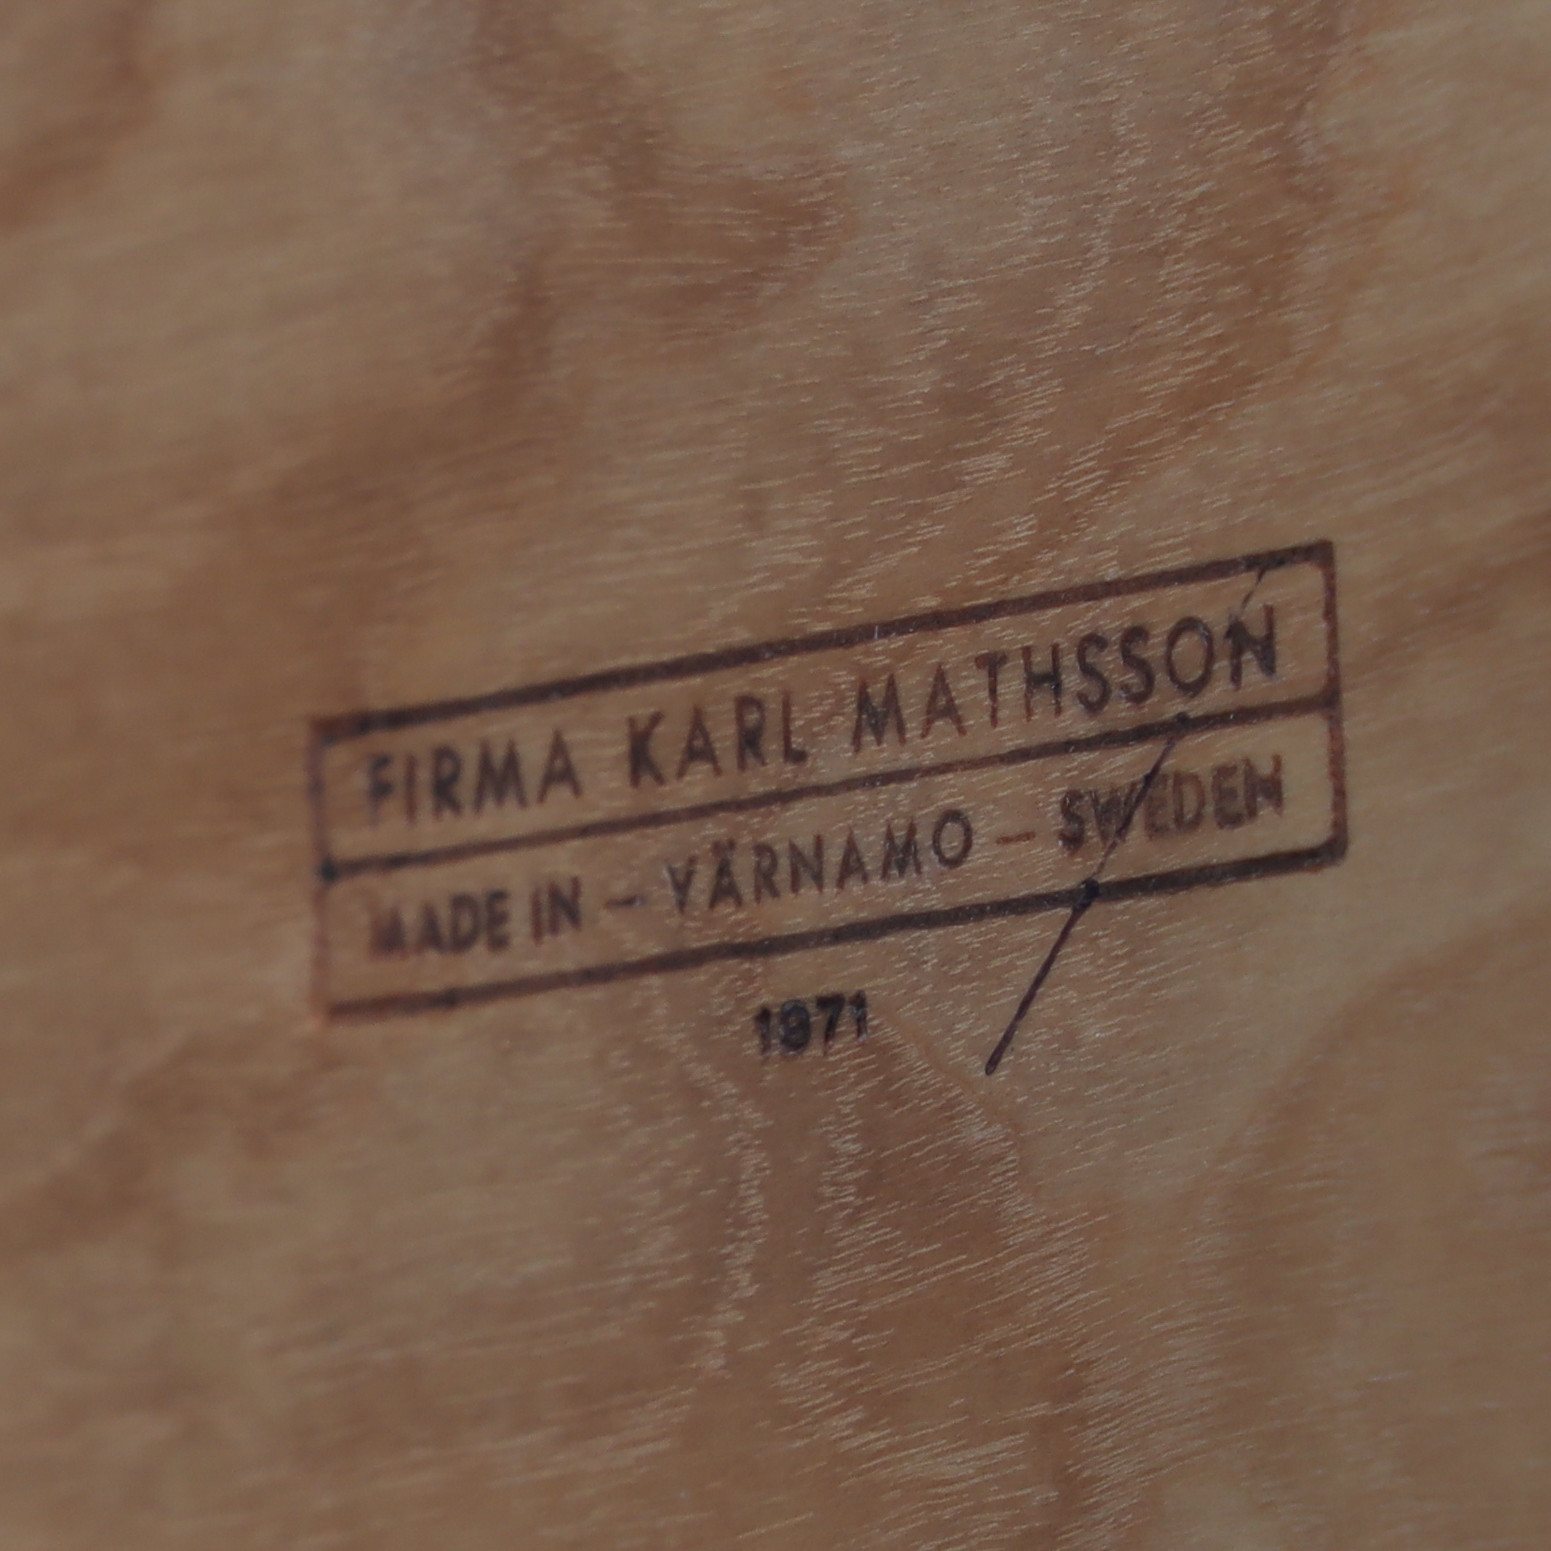 FIRMA KARL MATHSSON
MADE IN – VÄRNAMO – SWEDEN
1971